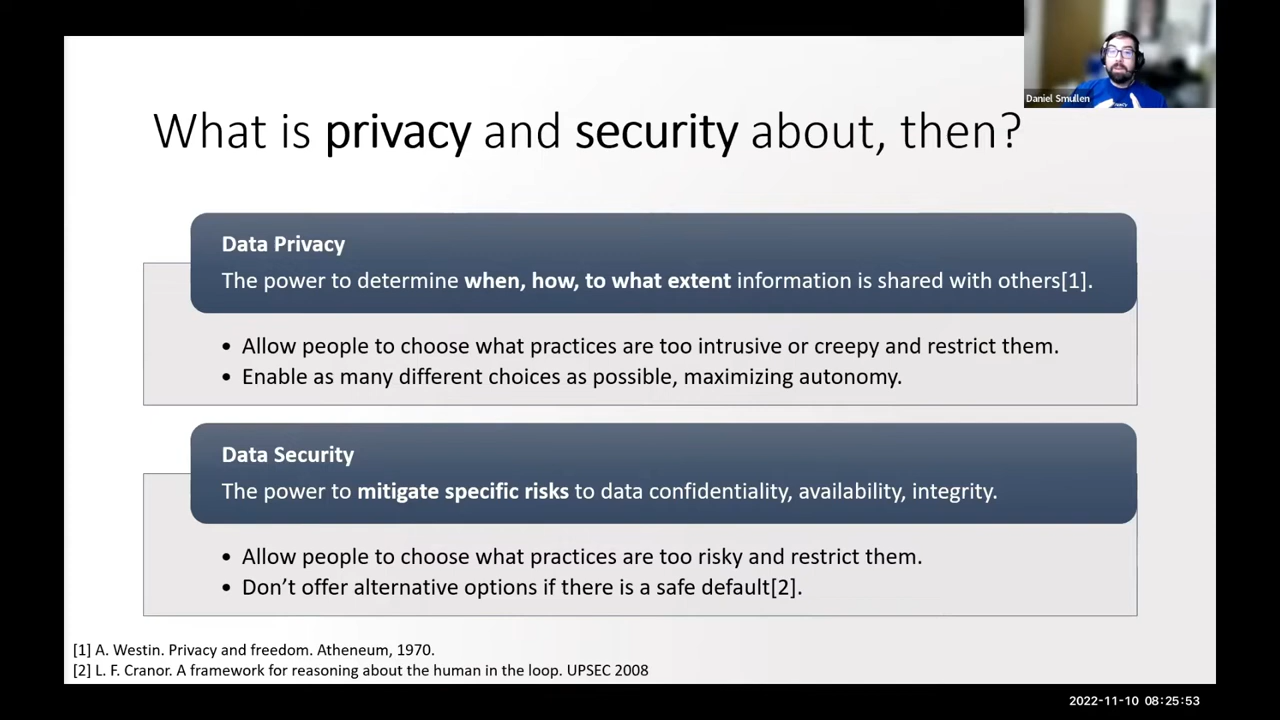 Daniel Smullen
What is privacy and security about, then?
Data Privacy
The power to determine when, how, to what extent information is shared with others[1].
• Allow people to choose what practices are too intrusive or creepy and restrict them.
• Enable as many different choices as possible, maximizing autonomy.
Data Security
The power to mitigate specific risks to data confidentiality, availability, integrity.
• Allow people to choose what practices are too risky and restrict them.
• Don’t offer alternative options if there is a safe default[2].
[1] A. Westin. Privacy and freedom. Atheneum, 1970.
[2] L. F. Cranor. A framework for reasoning about the human in the loop. UPSEC 2008
2022-11-10 08:25:53